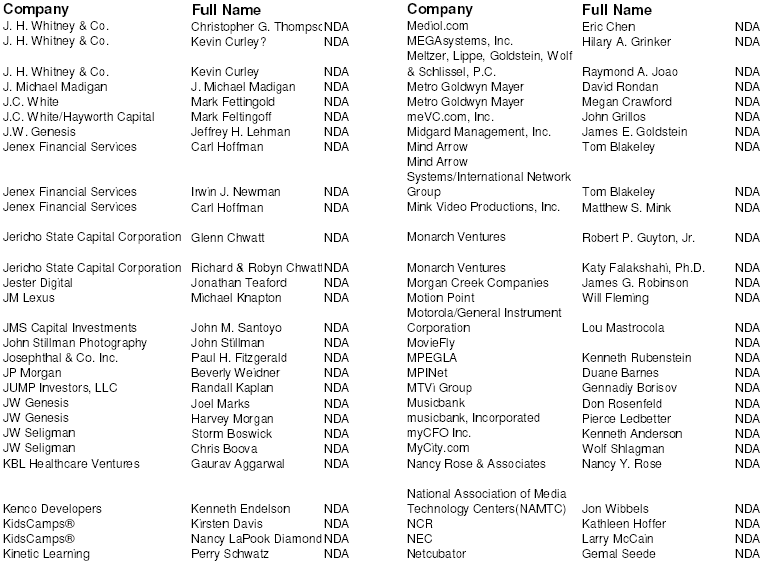 Company Full Name Company Full Name
J. H. Whitney & Co. Christopher G. Thompsc NDA Mediol.com Eric Chen NDA
J. H. Whitney & Co. Kevin Curley? NDA MEGAsystems, Inc. Hilary A. Grinker NDA
Meltzer, Lippe, Goldstein, Wolf
J. H. Whitney & Co. Kevin Curley NDA & Schlissel, P.C. Raymond A. Joao NDA
J. Michael Madigan J. Michael Madigan NDA Metro Goldwyn Mayer David Rondan NDA
J.C. White Mark Fettingold NDA Metro Goldwyn Mayer Megan Crawford NDA
J.C. White/Hayworth Capital Mark Feltingoff NDA meVC.com, Inc. John Grillos NDA
J.W. Genesis Jeffrey H. Lehman NDA Midgard Management, Inc. James E. Goldstein NDA
Jenex Financial Services Carl Hoffman NDA Mind Arrow Tom Blakeley NDA
Mind Arrow
Systems/International Network
Jenex Financial Services Irwin J. Newman NDA Group Tom Blakeley NDA
Jenex Financial Services Carl Hoffman NDA Mink Video Productions, Inc. Matthew S. Mink NDA
Jericho State Capital Corporation Glenn Chwatt NDA Monarch Ventures Robert P. Guyton, Jr. NDA
Jericho State Capital Corporation Richard & Robyn Chwatt NDA Monarch Ventures Katy Falakshahi, Ph.D. NDA
Jester Digital Jonathan Teaford NDA Morgan Creek Companies James G. Robinson NDA
JM Lexus Michael Knapton NDA Motion Point Will Fleming NDA
Motorola/General Instrument
JMS Capital Investments John M. Santoyo NDA Corporation Lou Mastrocola NDA
John Stillman Photography John Stillman NDA MovieFly NDA
Josephthal & Co. Inc. Paul H. Fitzgerald NDA MPEGLA Kenneth Rubenstein NDA
JP Morgan Beverly Weidner NDA MPINet Duane Barnes NDA
JUMP Investors, LLC Randall Kaplan NDA MTVi Group Gennadiy Borisov NDA
JW Genesis Joel Marks NDA Musicbank Don Rosenfeld NDA
JW Genesis Harvey Morgan NDA musicbank, Incorporated Pierce Ledbetter NDA
JW Seligman Storm Boswick NDA myCFO Inc. Kenneth Anderson NDA
JW Seligman Chris Boova NDA MyCity.com Wolf Shlagman NDA
KBL Healthcare Ventures Gaurav Aggarwal NDA Nancy Rose & Associates Nancy Y. Rose NDA
National Association of Media
Kenco Developers Kenneth Endelson NDA Technology Centers(NAMTC) Jon Wibbels NDA
KidsCamps® Kirsten Davis NDA NCR Kathleen Hoffer NDA
KidsCamps® Nancy LaPook Diamond NDA NEC Larry McCain NDA
Kinetic Learning Perry Schwatz NDA Netcubator Gemal Seede NDA